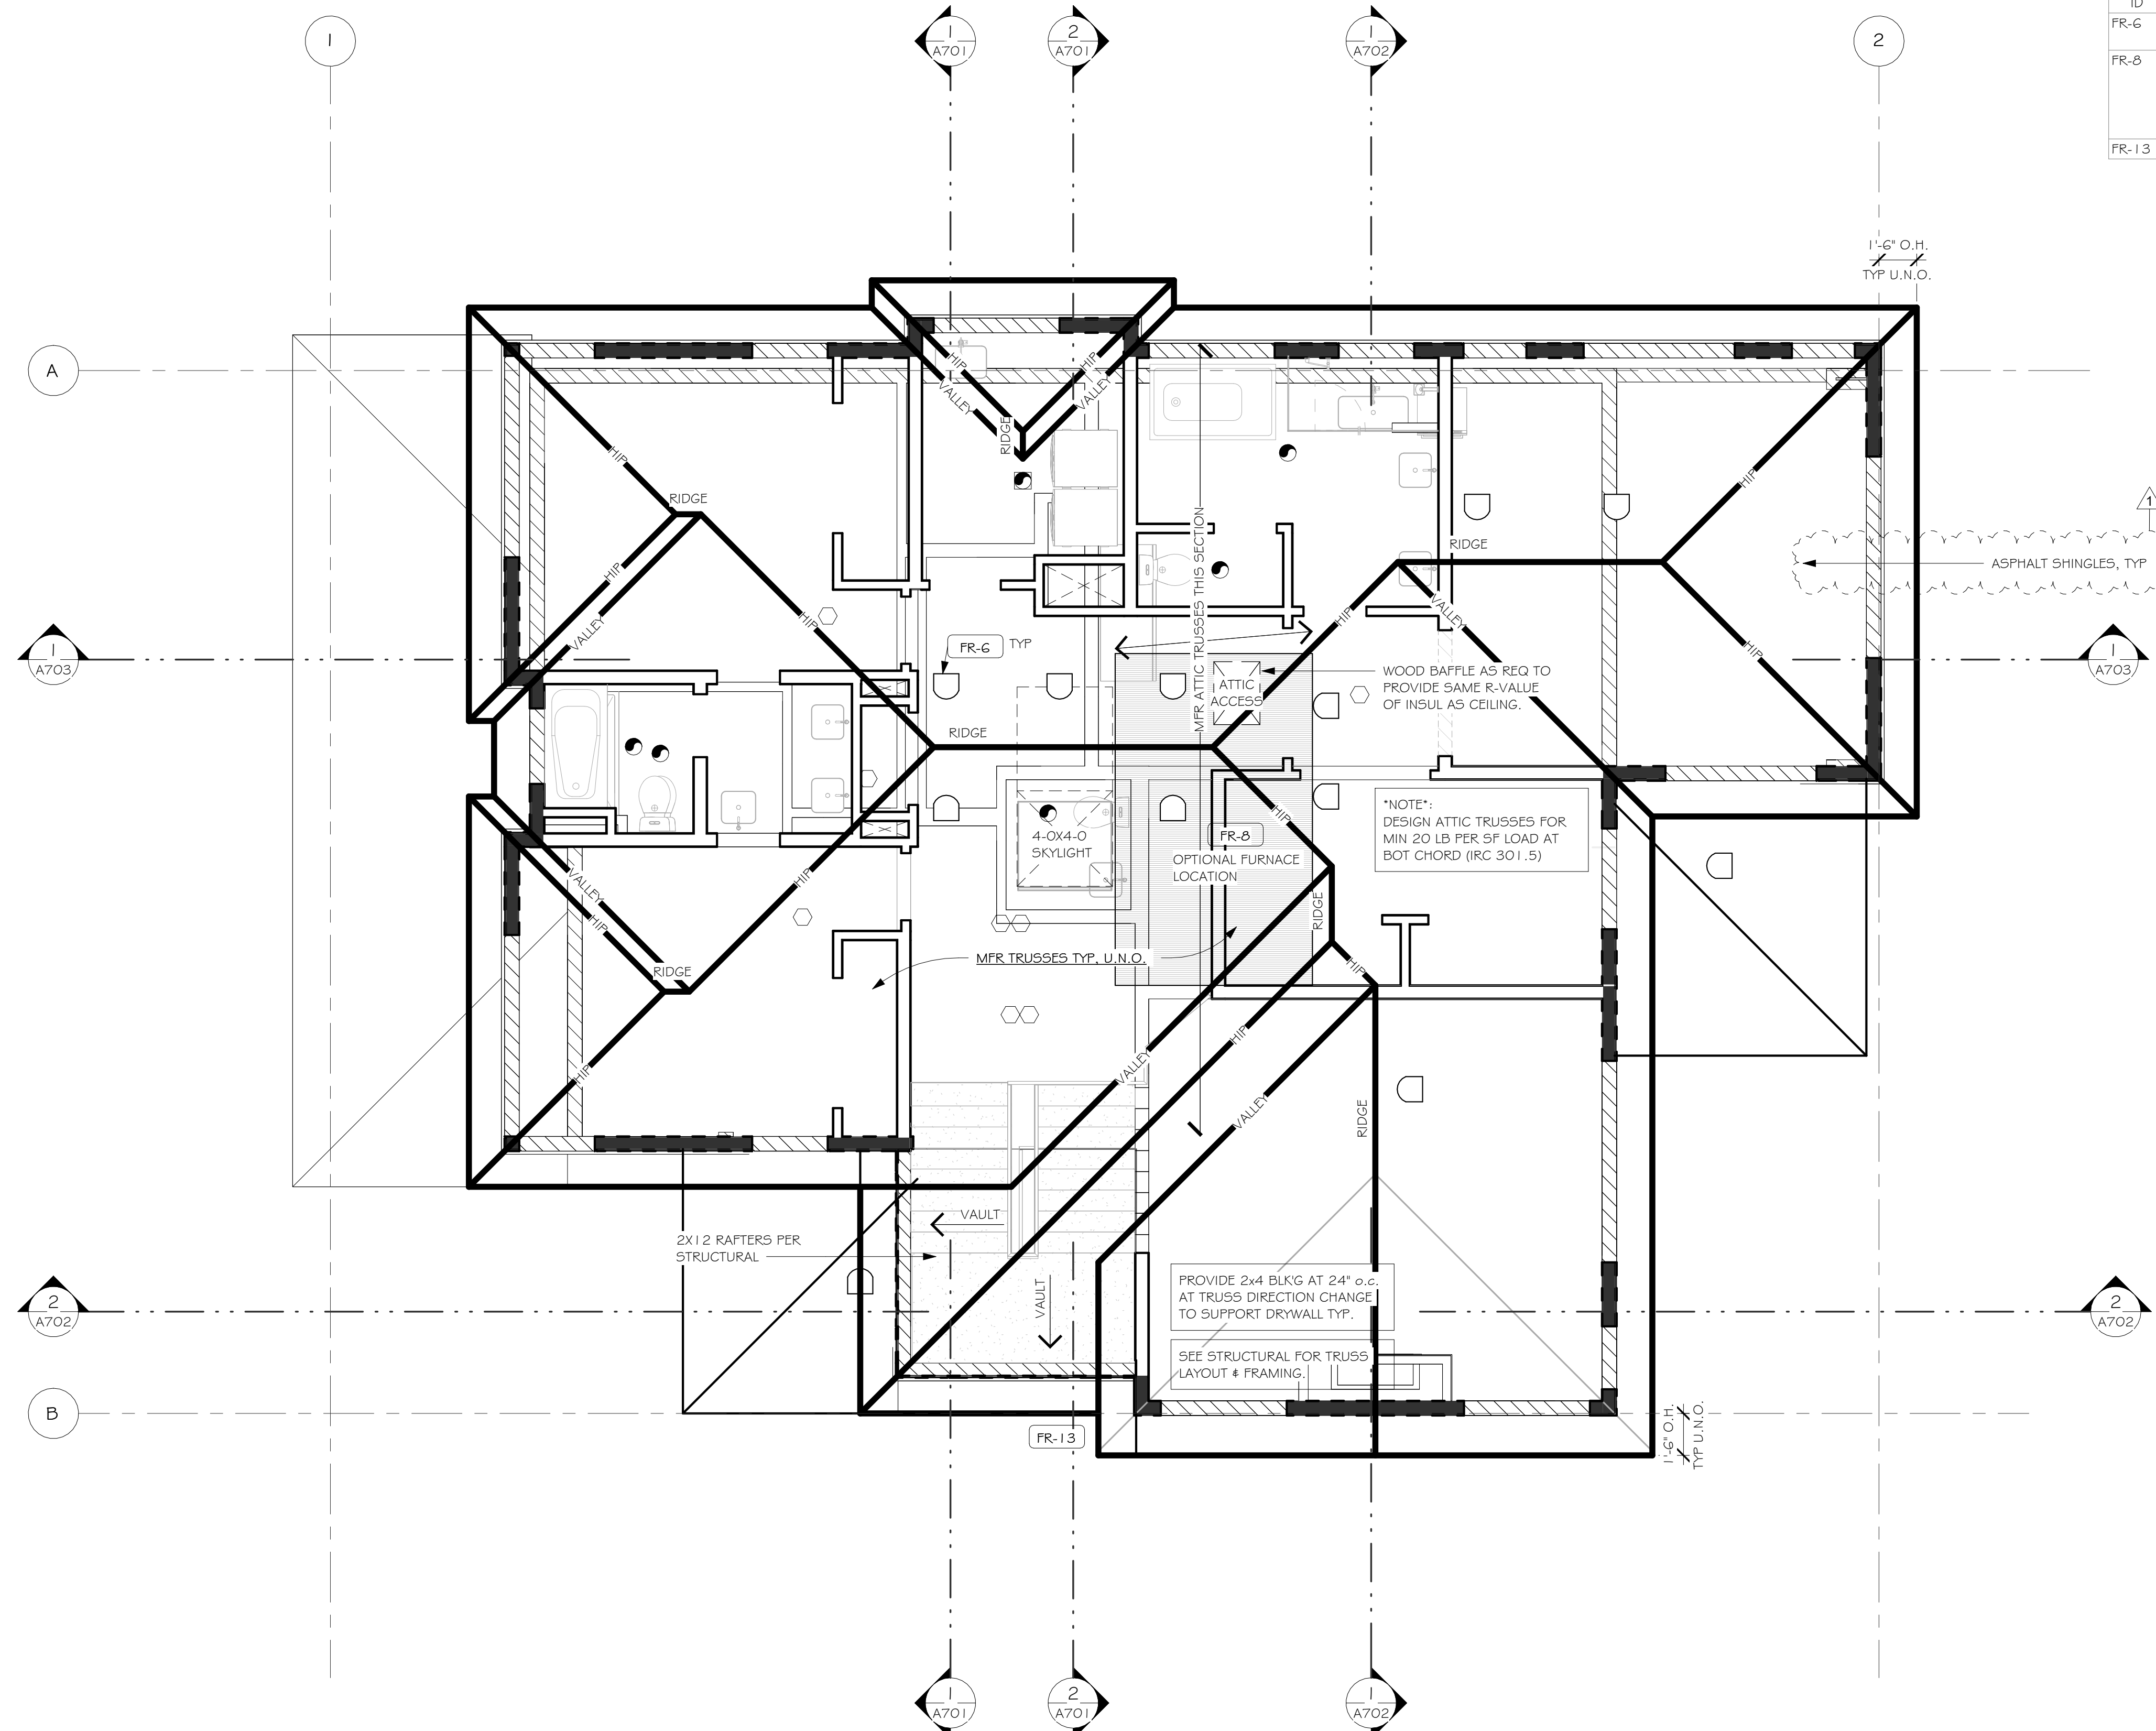 1
1
A701
2
A701
1
A702
2
ID
FR-6
FR-8
FR-13
1'-6" O.H.
TYP U.N.O.
A
HIP
HIP
VALLEY
VALLEY
RIDGE
HIP
RIDGE
HIP
1
ASPHALT SHINGLES, TYP
MFR ATTIC TRUSSES THIS SECTION
RIDGE
HIP
VALLEY
HIP
HIP
VALLEY
HIP
1
A703
1
A703
FR-6 TYP
ATTIC
ACCESS
WOOD BAFFLE AS REQ TO
PROVIDE SAME R-VALUE
OF INSUL AS CEILING.
RIDGE
HIP
*NOTE*:
DESIGN ATTIC TRUSSES FOR
MIN 20 LB PER SF LOAD AT
BOT CHORD (IRC 301.5)
4-0X4-0
SKYLIGHT
FR-8
OPTIONAL FURNACE
LOCATION
HIP
VALLEY
HIP
RIDGE
MFR TRUSSES TYP, U.N.O.
RIDGE
HIP
HIP
HIP
VALLEY
VALLEY
RIDGE
VAULT
2X12 RAFTERS PER
STRUCTURAL
VAULT
PROVIDE 2x4 BLK'G AT 24" o.c.
AT TRUSS DIRECTION CHANGE
TO SUPPORT DRYWALL TYP.
2
A702
2
A702
SEE STRUCTURAL FOR TRUSS
LAYOUT & FRAMING.
B
FR-13
1'-6" O.H.
TYP U.N.O.
1
A701
2
A701
1
A702